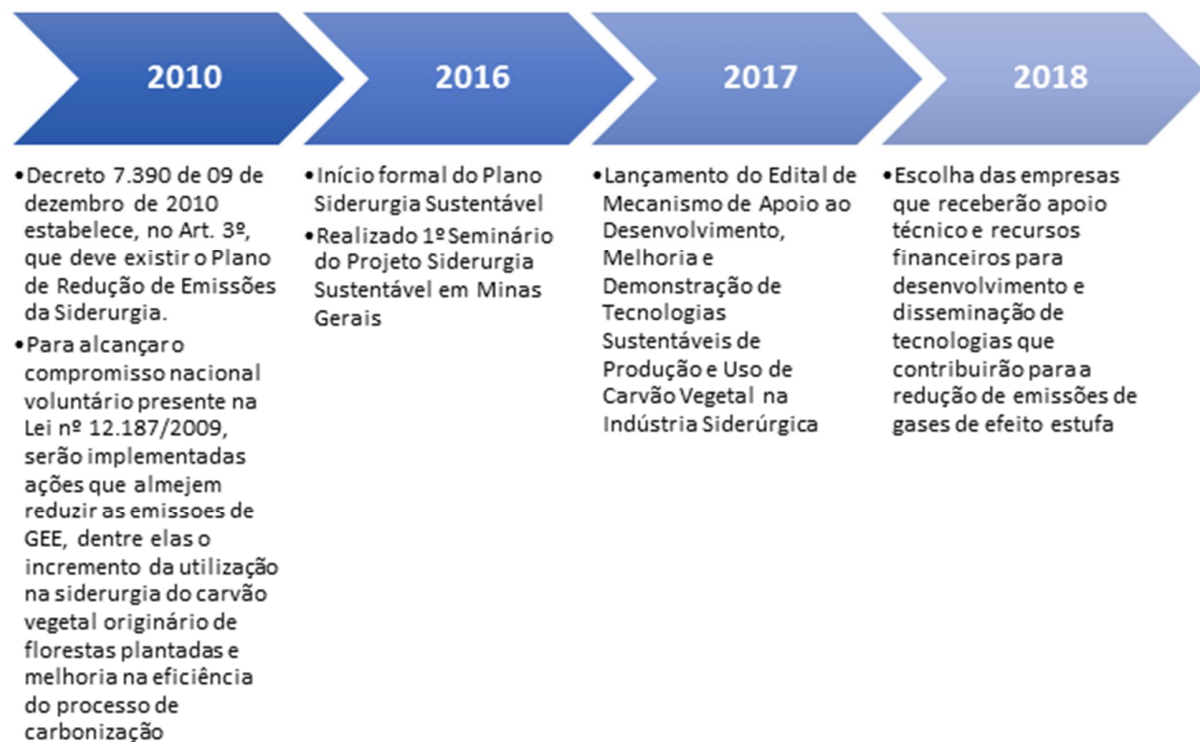 2010
•Decreto 7.390 de 09 de
dezembro de 2010
estabelece, no Art. 3º,
que deve existir o Plano
de Redução de Emissões
da Siderurgia.
•Para alcançar o
compromisso nacional
voluntário presente na
Lei nº 12.187/2009,
serão implementadas
ações que almejem
reduzir as emissoes de
GEE, dentre elas o
incremento da utilização
na siderurgia do carvão
vegetal originário de
florestas plantadas e
melhoria na eficiência
do processo de
carbonização
2016
•Início formal do Plano
Siderurgia Sustentável
•Realizado 1º Seminário
do Projeto Siderurgia
Sustentável em Minas
Gerais
2017
•Lançamento do Edital de
Mecanismo de Apoio ao
Desenvolvimento,
Melhoria e
Demonstração de
Tecnologias
Sustentáveis de
Produção e Uso de
Carvão Vegetal na
Indústria Siderúrgica
2018
•Escolha das empresas
que receberão apoio
técnico e recursos
financeiros para
desenvolvimento e
disseminação de
tecnologias que
contribuirão para a
redução de emissões de
gases de efeito estufa